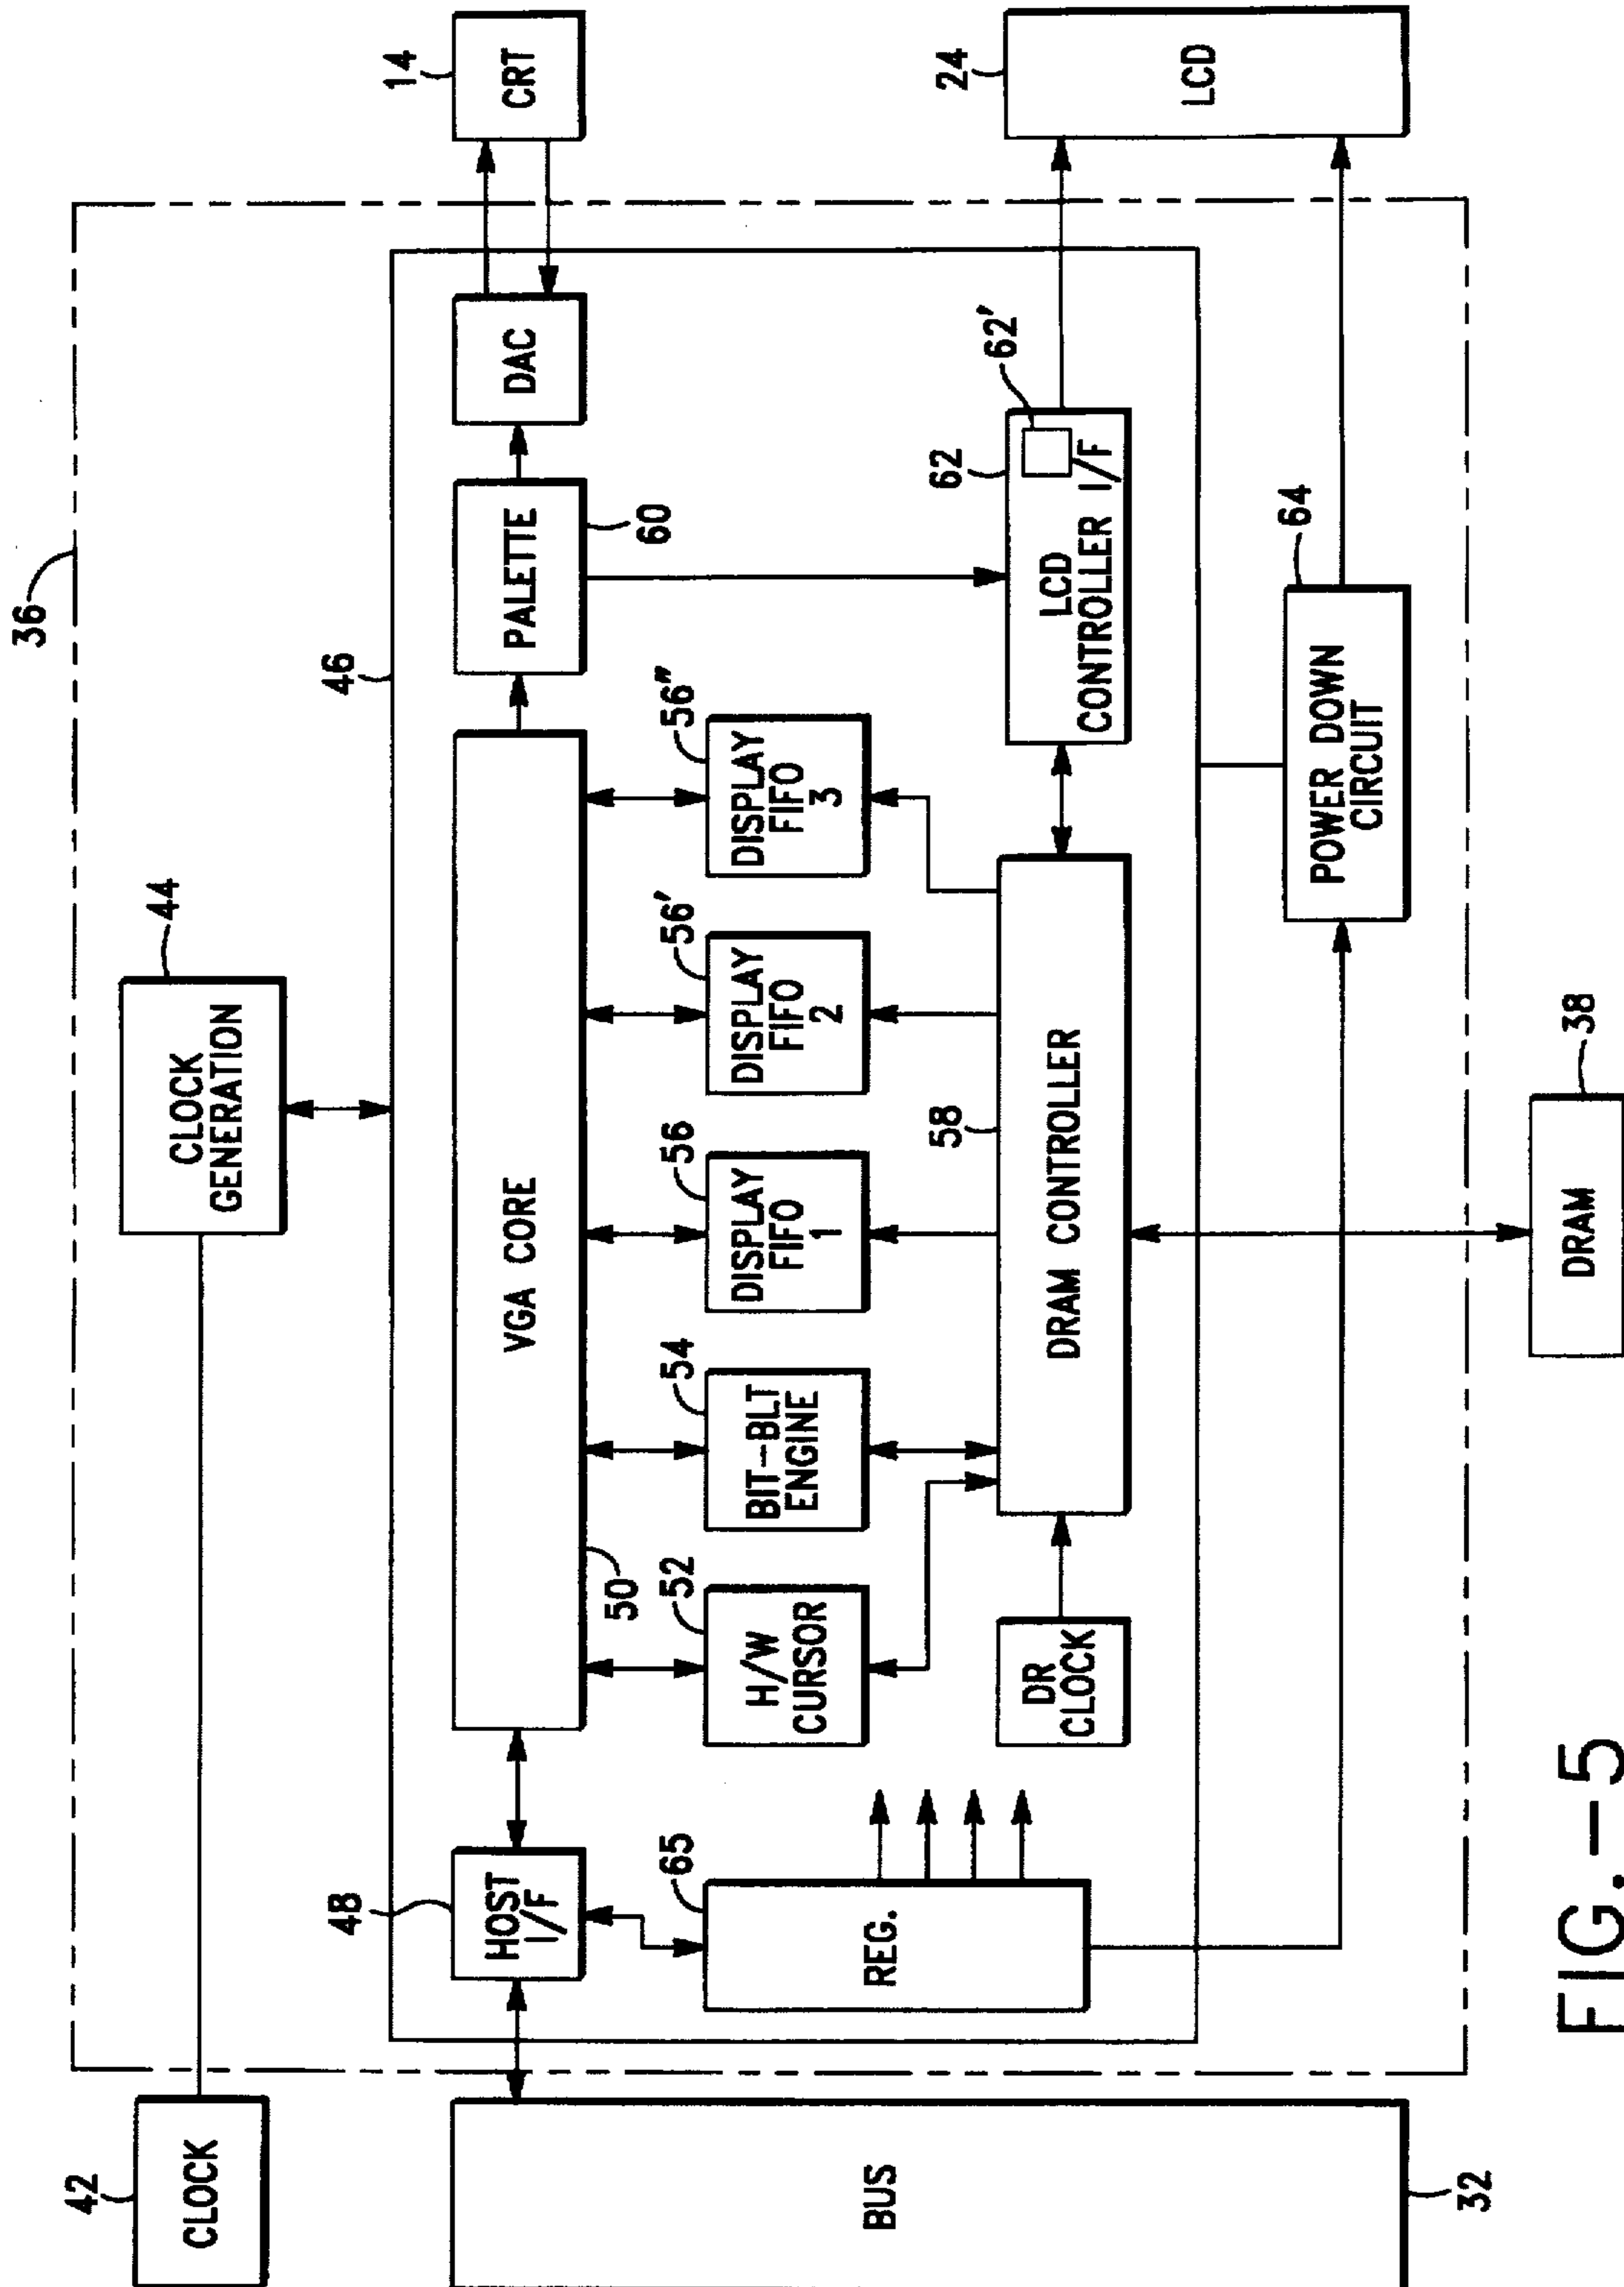 36
42
CLOCK
44
CLOCK
GENERATION
46
14
CRT
48
HOST
I/F
VGA CORE
50
PALETTE
60
DAC
65
REG.
52
H/W
CURSOR
54
BIT-BLT
ENGINE
56
DISPLAY
FIFO
1
56'
DISPLAY
FIFO
2
56"
DISPLAY
FIFO
3
BUS
32
DR
CLOCK
58
DRAM CONTROLLER
62
62'
LCD
CONTROLLER I/F
24
LCD
64
POWER DOWN
CIRCUIT
DRAM
38
FIG.-5